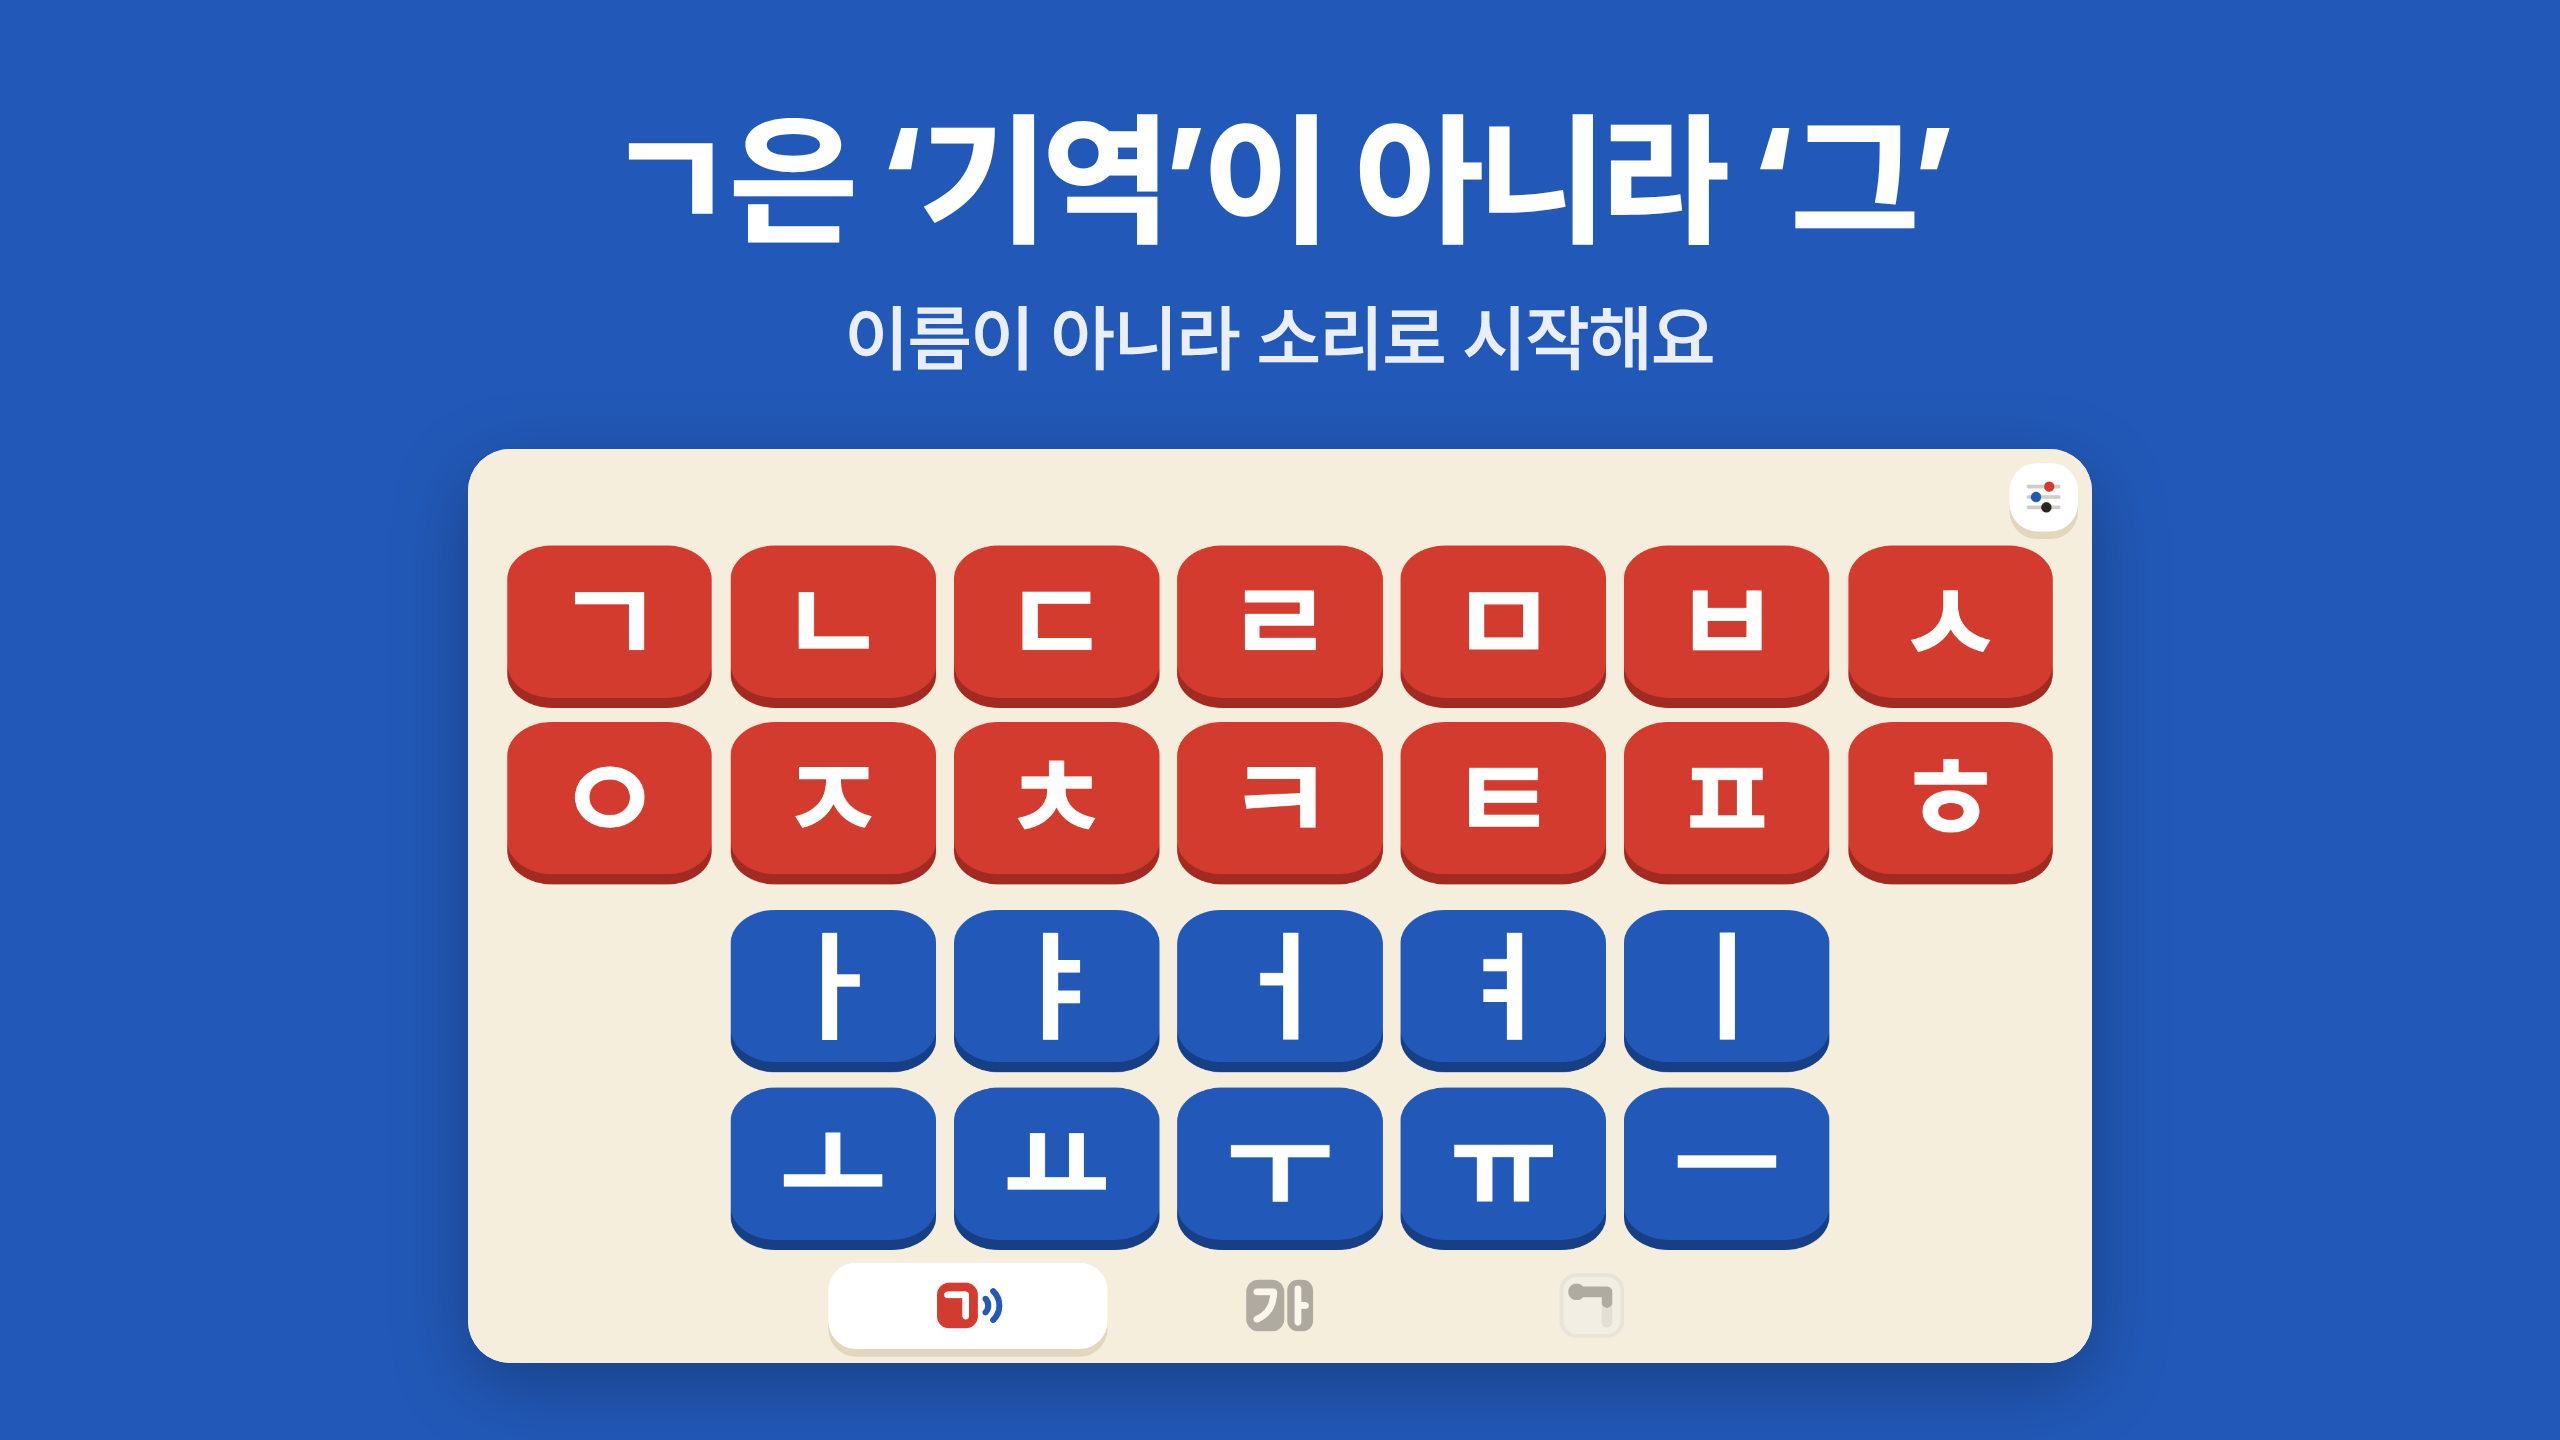 ㄱ은 ‘기역’이 아니라 ‘그’
이름이 아니라 소리로 시작해요
ㄱ ㄴ ㄷ ㄹ ㅁ ㅂ ㅅ
ㅇ ㅈ ㅊ ㅋ ㅌ ㅍ ㅎ
ㅏ ㅑ ㅓ ㅕ ㅣ
ㅗ ㅛ ㅜ ㅠ ㅡ
ㄱ 가 ㄱ